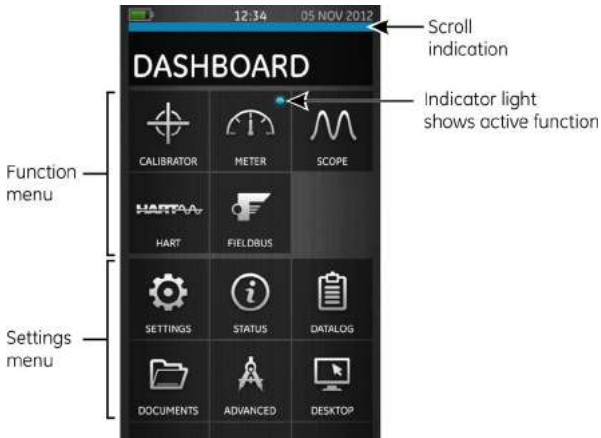 12:34 05 NOV 2012
Scroll
indication
DASHBOARD
Indicator light
shows active function
Function
menu
CALIBRATOR METER SCOPE
HART
HART FIELDBUS
Settings
menu
SETTINGS STATUS DATALOG
DOCUMENTS ADVANCED DESKTOP